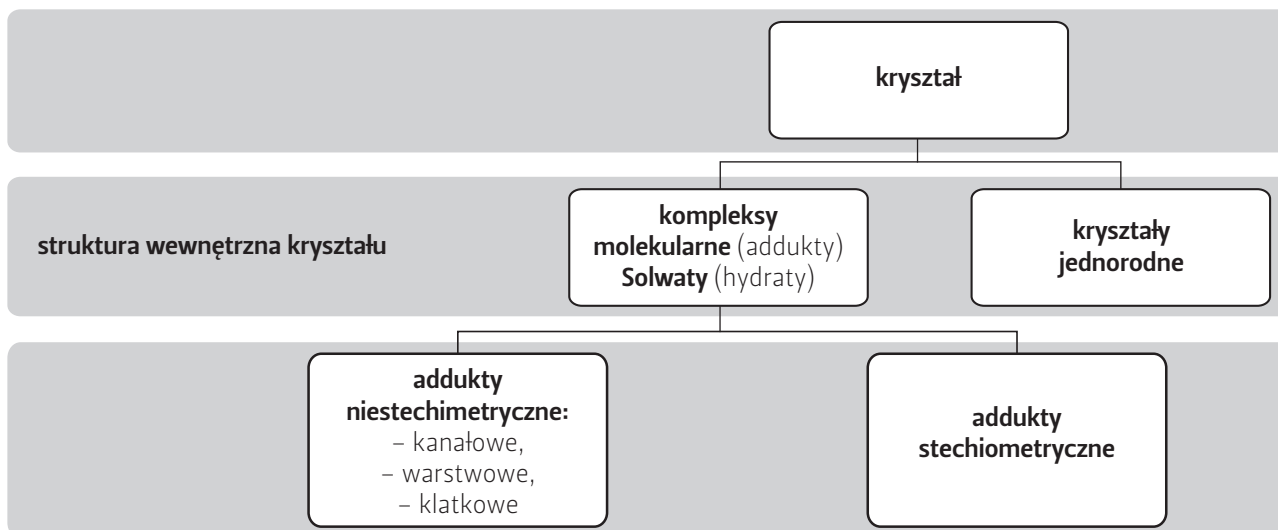 kryształ
struktura wewnętrzna kryształu
kompleksy
molekularne (addukty)
Solwaty (hydraty)
kryształy
jednorodne
addukty
niestechimetryczne:
– kanałowe,
– warstwowe,
– klatkowe
addukty
stechiometryczne